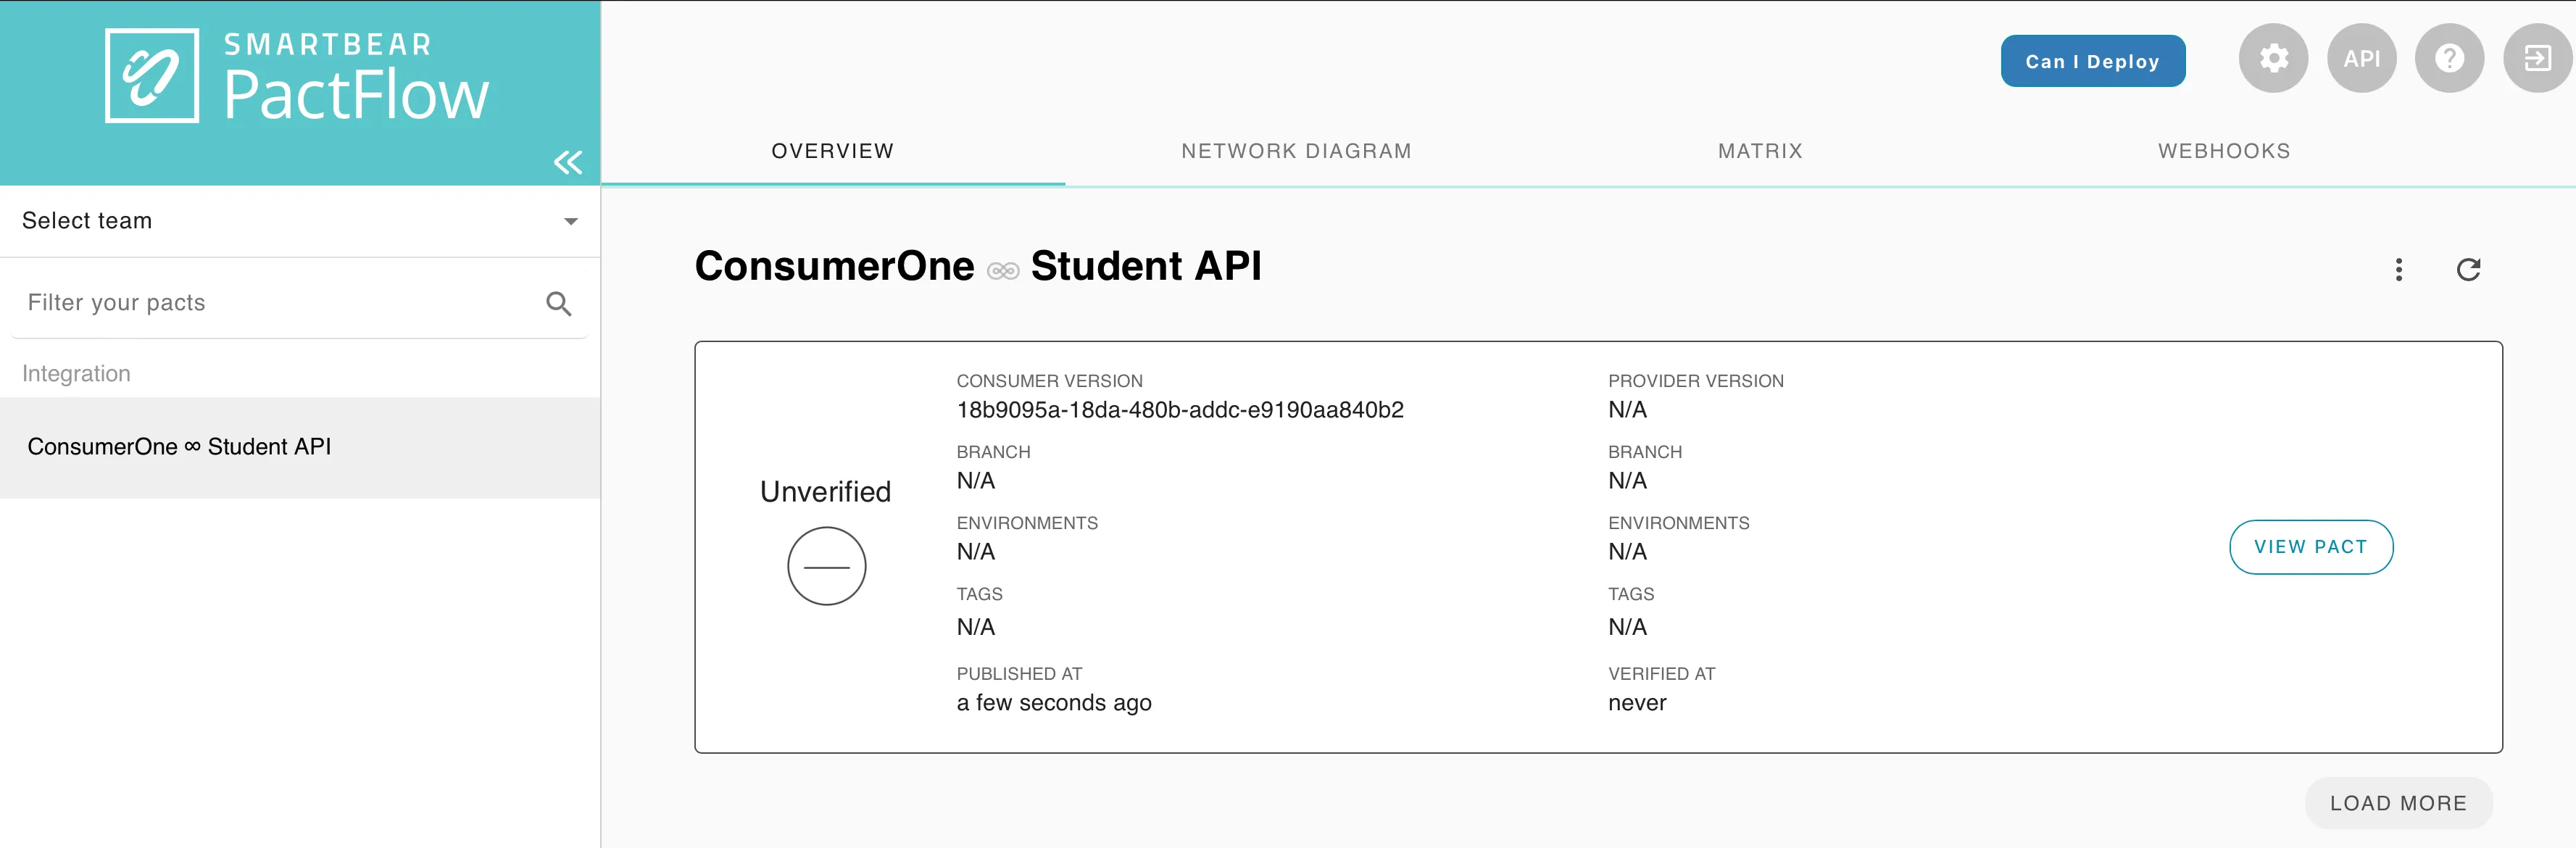 SMARTBEAR
PactFlow
Can I Deploy
API
OVERVIEW
NETWORK DIAGRAM
MATRIX
WEBHOOKS
Select team
Filter your pacts
Integration
ConsumerOne ∞ Student API
ConsumerOne Student API
Unverified
CONSUMER VERSION
18b9095a-18da-480b-addc-e9190aa840b2
BRANCH
N/A
ENVIRONMENTS
N/A
TAGS
N/A
PUBLISHED AT
a few seconds ago
PROVIDER VERSION
N/A
BRANCH
N/A
ENVIRONMENTS
N/A
TAGS
N/A
VERIFIED AT
never
VIEW PACT
LOAD MORE